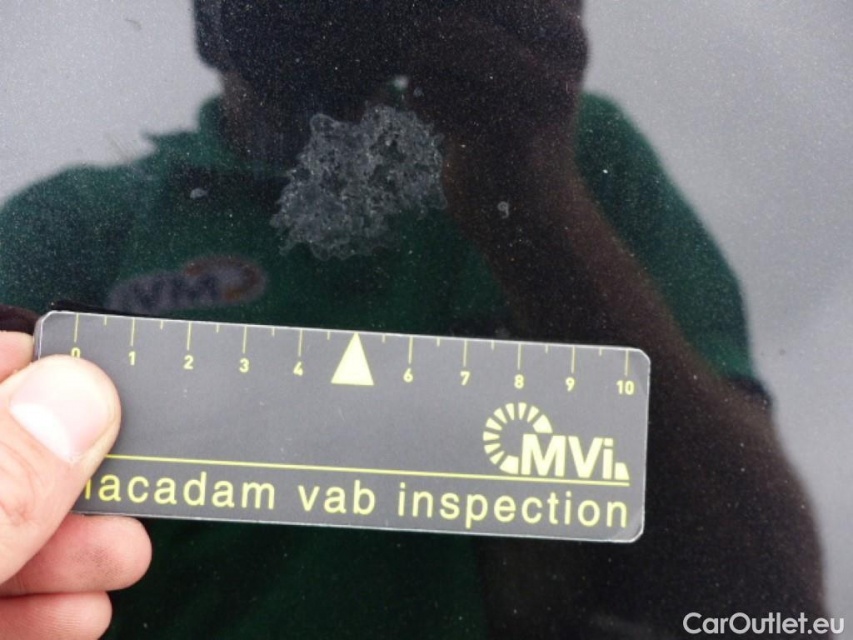 0 1 2 3 4 6 7 8 9 10
MVi
acadam vab inspection
CarOutlet.eu